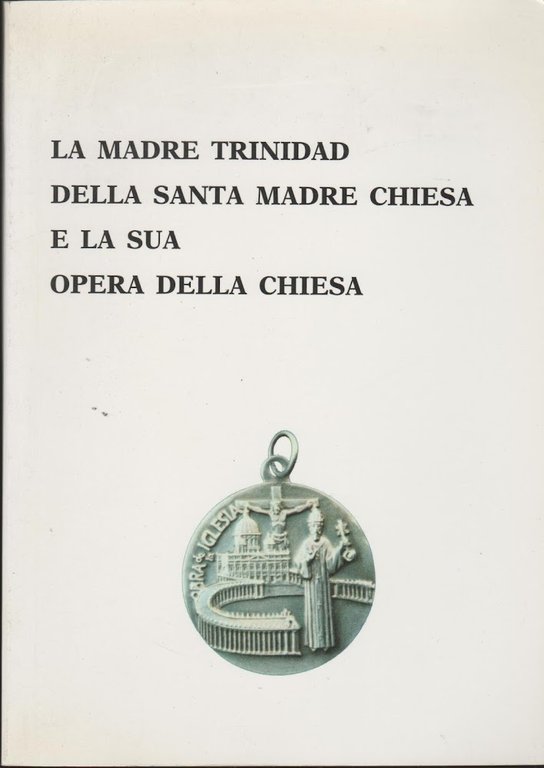 LA MADRE TRINIDAD
DELLA SANTA MADRE CHIESA
E LA SUA
OPERA DELLA CHIESA
OBRA DE LA IGLESIA